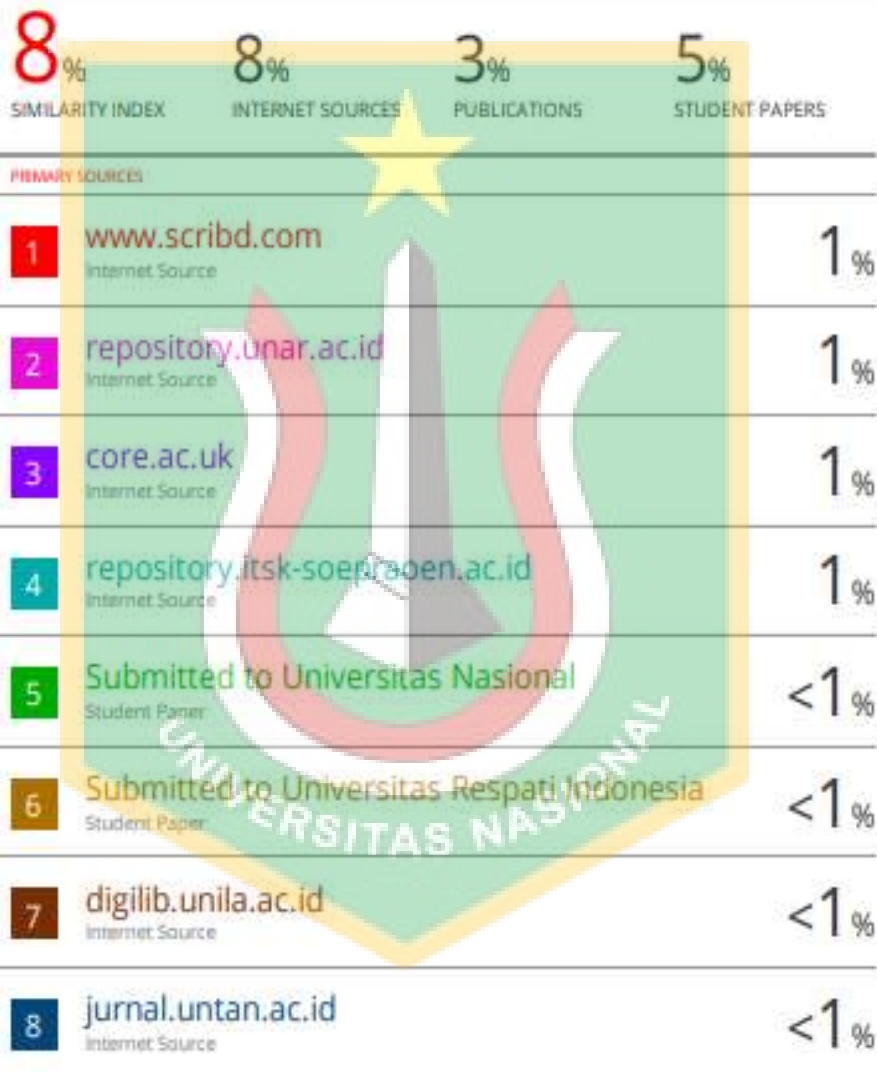 8%
SIMILARITY INDEX
8%
INTERNET SOURCES
3%
PUBLICATIONS
5%
STUDENT PAPERS
PRIMARY SOURCES
1
www.scribd.com
Internet Source
1%
2
repository.unar.ac.id
Internet Source
1%
3
core.ac.uk
Internet Source
1%
4
repository.itsk-soepraoen.ac.id
Internet Source
1%
5
Submitted to Universitas Nasional
Student Paper
<1%
6
Submitted to Universitas Respati Indonesia
Student Paper
<1%
7
digilib.unila.ac.id
Internet Source
<1%
8
jurnal.untan.ac.id
Internet Source
<1%
UNIVERSITAS NASIONAL